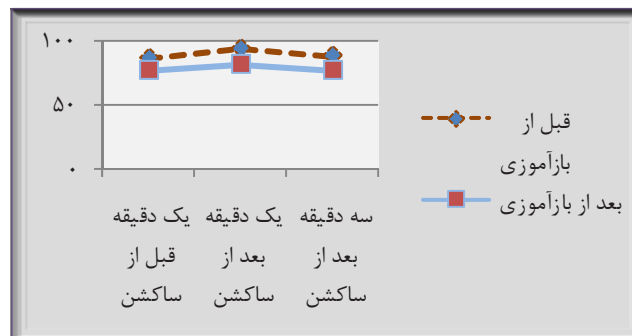 ۱۰۰
۵۰
۰
یک دقیقه
قبل از
ساکشن
یک دقیقه
بعد از
ساکشن
سه دقیقه
بعد از
ساکشن
قبل از
بازآموزی
بعد از بازآموزی